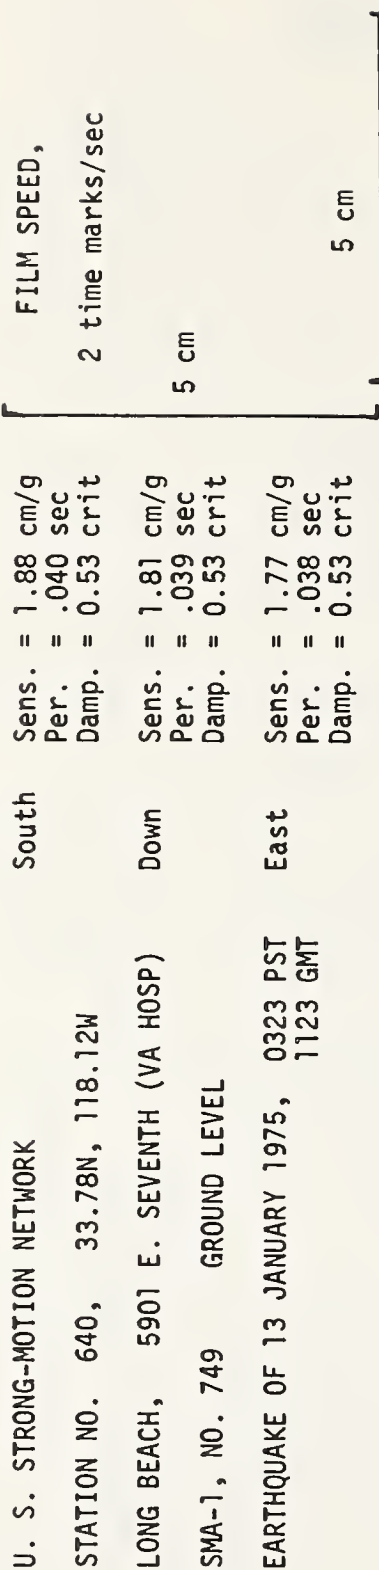 U. S. STRONG-MOTION NETWORK
STATION NO. 640, 33.78N, 118.12W
LONG BEACH, 5901 E. SEVENTH (VA HOSP)
SMA-1, NO. 749 GROUND LEVEL
EARTHQUAKE OF 13 JANUARY 1975, 0323 PST
1123 GMT
South Sens. = 1.88 cm/g
Per. = .040 sec
Damp. = 0.53 crit
Down Sens. = 1.81 cm/g
Per. = .039 sec
Damp. = 0.53 crit
East Sens. = 1.77 cm/g
Per. = .038 sec
Damp. = 0.53 crit
FILM SPEED,
2 time marks/sec
5 cm
5 cm